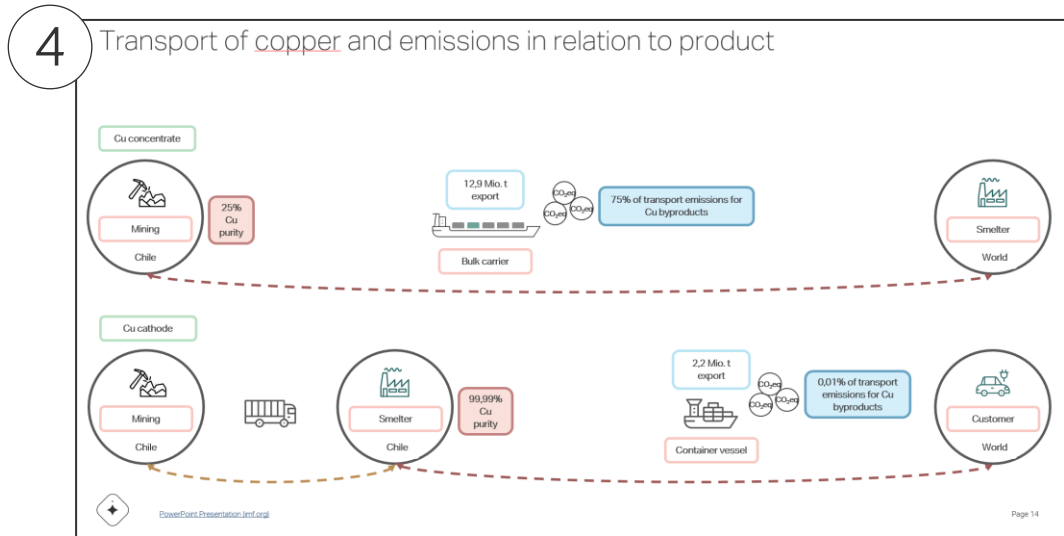 4
Transport of copper and emissions in relation to product
Cu concentrate
Mining
Chile
25%
Cu
purity
12,9 Mio. t
export
Bulk carrier
CO₂eq
CO₂eq
CO₂eq
75% of transport emissions for
Cu byproducts
Smelter
World
Cu cathode
Mining
Chile
Smelter
Chile
99,99%
Cu
purity
2,2 Mio. t
export
Container vessel
CO₂eq
CO₂eq
CO₂eq
0,01% of transport
emissions for Cu
byproducts
Customer
World
PowerPoint Presentation (imf.org)
Page 14